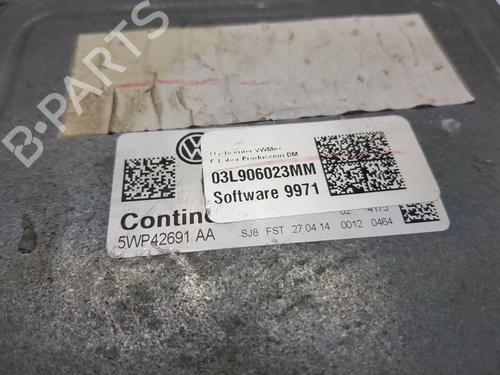 B-PARTS
03L906023MM
Software 9971
Contin
5WP42691 AA
SJ8 FST 27 04 14 0012 0464